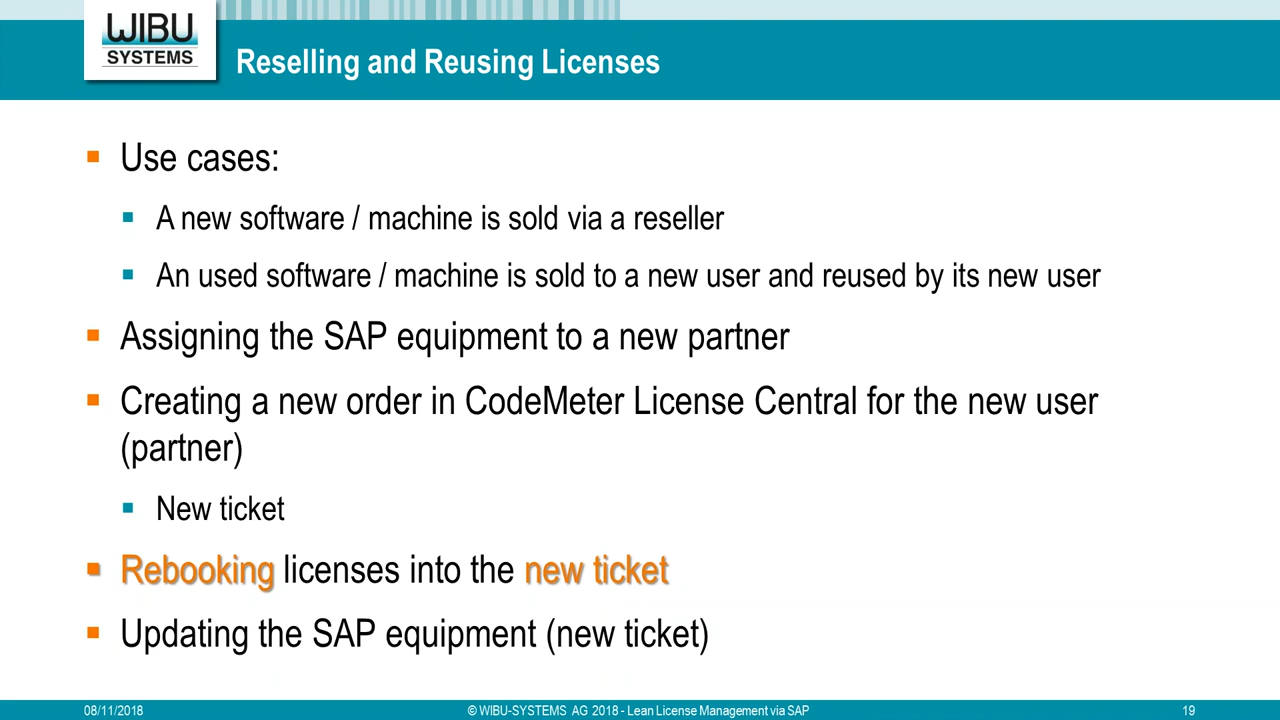 WIBU
SYSTEMS
Reselling and Reusing Licenses
Use cases:
A new software / machine is sold via a reseller
An used software / machine is sold to a new user and reused by its new user
Assigning the SAP equipment to a new partner
Creating a new order in CodeMeter License Central for the new user
(partner)
New ticket
Rebooking licenses into the new ticket
Updating the SAP equipment (new ticket)
08/11/2018
© WIBU-SYSTEMS AG 2018 - Lean License Management via SAP
19